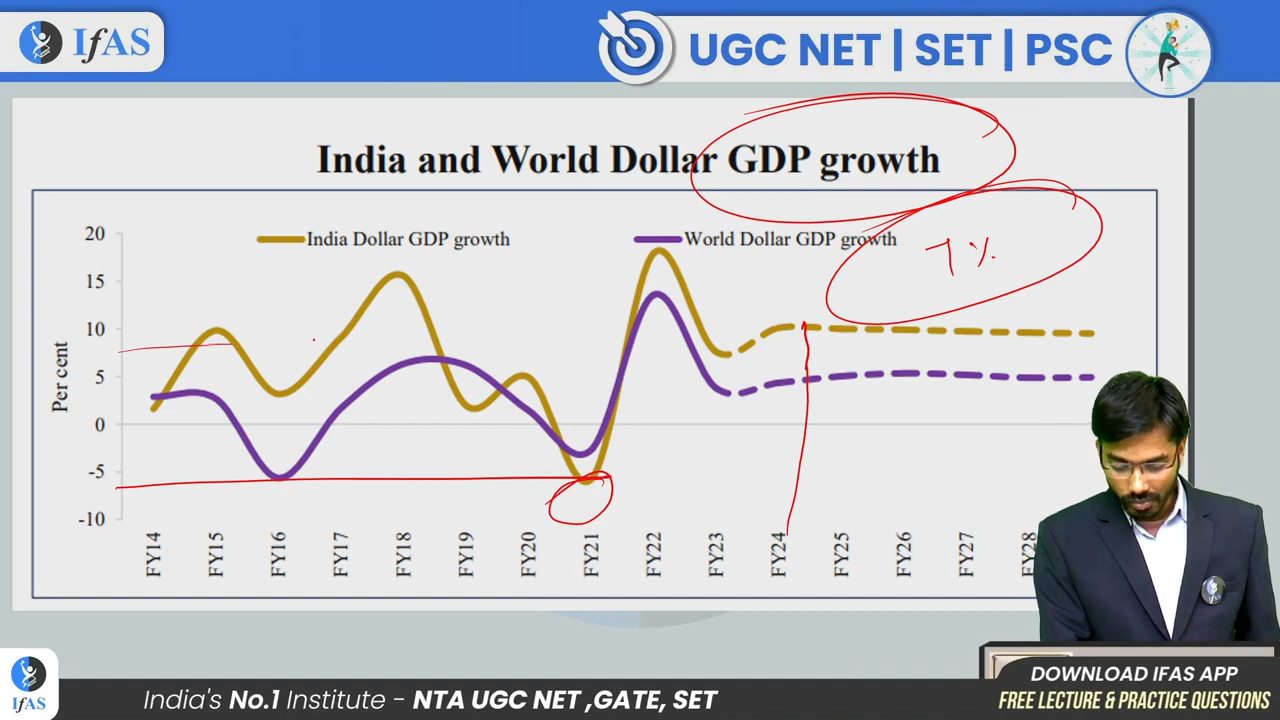 IfAS
UGC NET | SET | PSC
India and World Dollar GDP growth
India Dollar GDP growth
World Dollar GDP growth
7%
Per cent
20
15
10
5
0
-5
-10
FY14
FY15
FY16
FY17
FY18
FY19
FY20
FY21
FY22
FY23
FY24
FY25
FY26
FY27
FY28
IfAS
India's No.1 Institute - NTA UGC NET ,GATE, SET
DOWNLOAD IFAS APP
FREE LECTURE & PRACTICE QUESTIONS